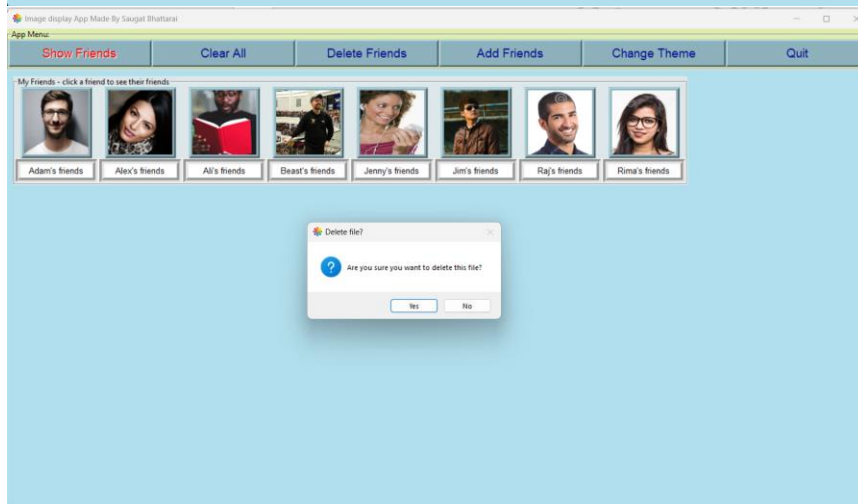 Image display App Made By Saugat Bhattarai
App Menu:
Show Friends Clear All Delete Friends Add Friends Change Theme Quit
My Friends - click a friend to see their friends
Adam's friends Alex's friends Ali's friends Beast's friends Jenny's friends Jim's friends Raj's friends Rima's friends
Delete file?
Are you sure you want to delete this file?
Yes No